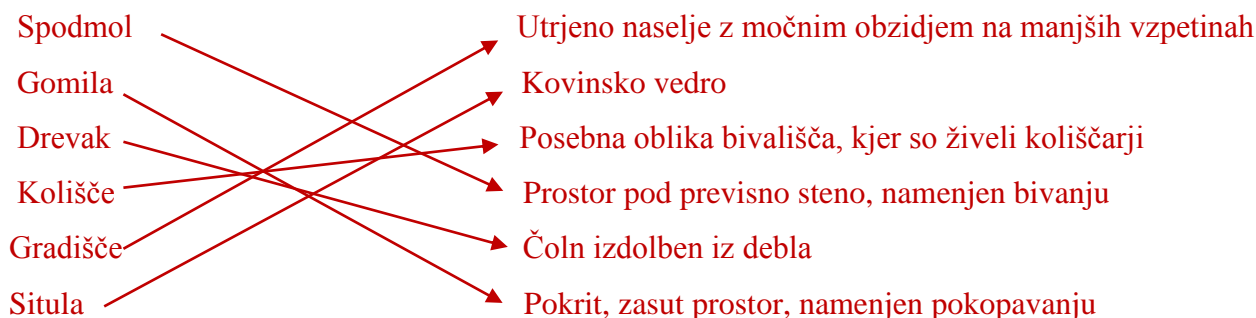 Spodmol Utrjeno naselje z močnim obzidjem na manjših vzpetinah
Gomila Kovinsko vedro
Drevak Posebna oblika bivališča, kjer so živeli koliščarji
Kolišče Prostor pod previsno steno, namenjen bivanju
Gradišče Čoln izdolben iz debla
Situla Pokrit, zasut prostor, namenjen pokopavanju